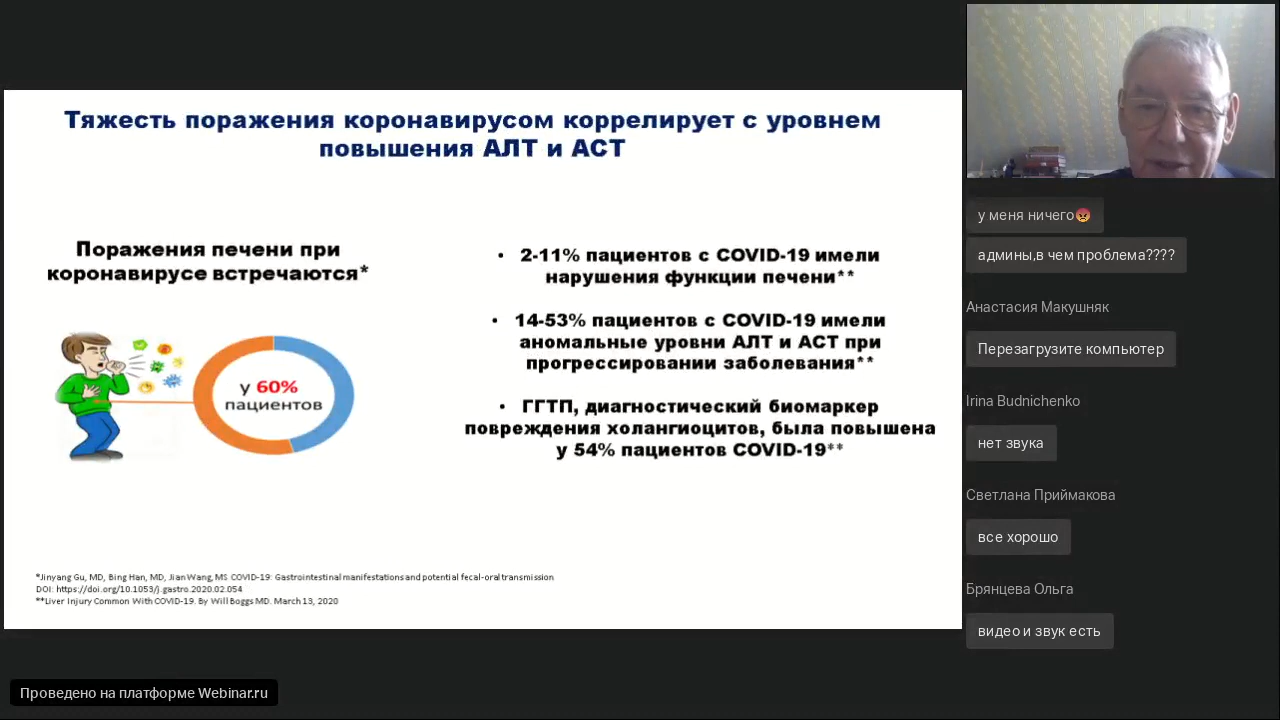 Тяжесть поражения коронавирусом коррелирует с уровнем
повышения АЛТ и АСТ
Поражения печени при
коронавирусе встречаются*
у 60%
пациентов
• 2-11% пациентов с COVID-19 имели
нарушения функции печени**
• 14-53% пациентов с COVID-19 имели
аномальные уровни АЛТ и АСТ при
прогрессировании заболевания**
• ГГТП, диагностический биомаркер
повреждения холангиоцитов, была повышена
у 54% пациентов COVID-19**
*Jinyang Gu, MD, Bing Han, MD, Jian Wang, MS COVID-19: Gastrointestinal manifestations and potential fecal-oral transmission
DOI: https://doi.org/10.1053/j.gastro.2020.02.054
**Liver Injury Common With COVID-19. By Will Boggs MD. March 13, 2020
у меня ничего😡
админы,в чем проблема????
Анастасия Макушняк
Перезагрузите компьютер
Irina Budnichenko
нет звука
Светлана Приймакова
все хорошо
Брянцева Ольга
видео и звук есть
Проведено на платформе Webinar.ru